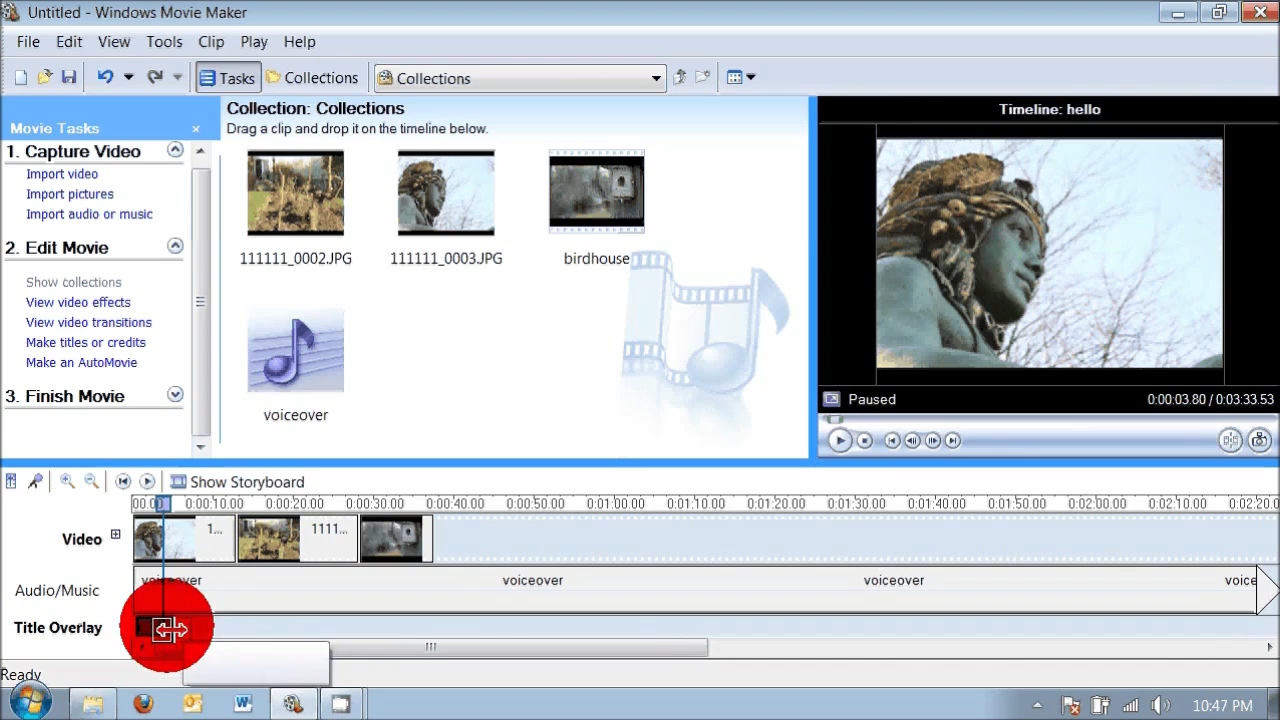 Untitled - Windows Movie Maker
File Edit View Tools Clip Play Help
Tasks Collections Collections
Movie Tasks
1. Capture Video
Import video
Import pictures
Import audio or music
2. Edit Movie
Show collections
View video effects
View video transitions
Make titles or credits
Make an AutoMovie
3. Finish Movie
Collection: Collections
Drag a clip and drop it on the timeline below.
111111_0002.JPG 111111_0003.JPG birdhouse
voiceover
Timeline: hello
Paused 0:00:03.80 / 0:03:33.53
Show Storyboard
00.00 0:00:10.00 0:00:20.00 0:00:30.00 0:00:40.00 0:00:50.00 0:01:00.00 0:01:10.00 0:01:20.00 0:01:30.00 0:01:40.00 0:01:50.00 0:02:00.00 0:02:10.00 0:02:20.0
Video 1... 1111...
Audio/Music voiceover voiceover voiceover voice
Title Overlay
Ready
10:47 PM